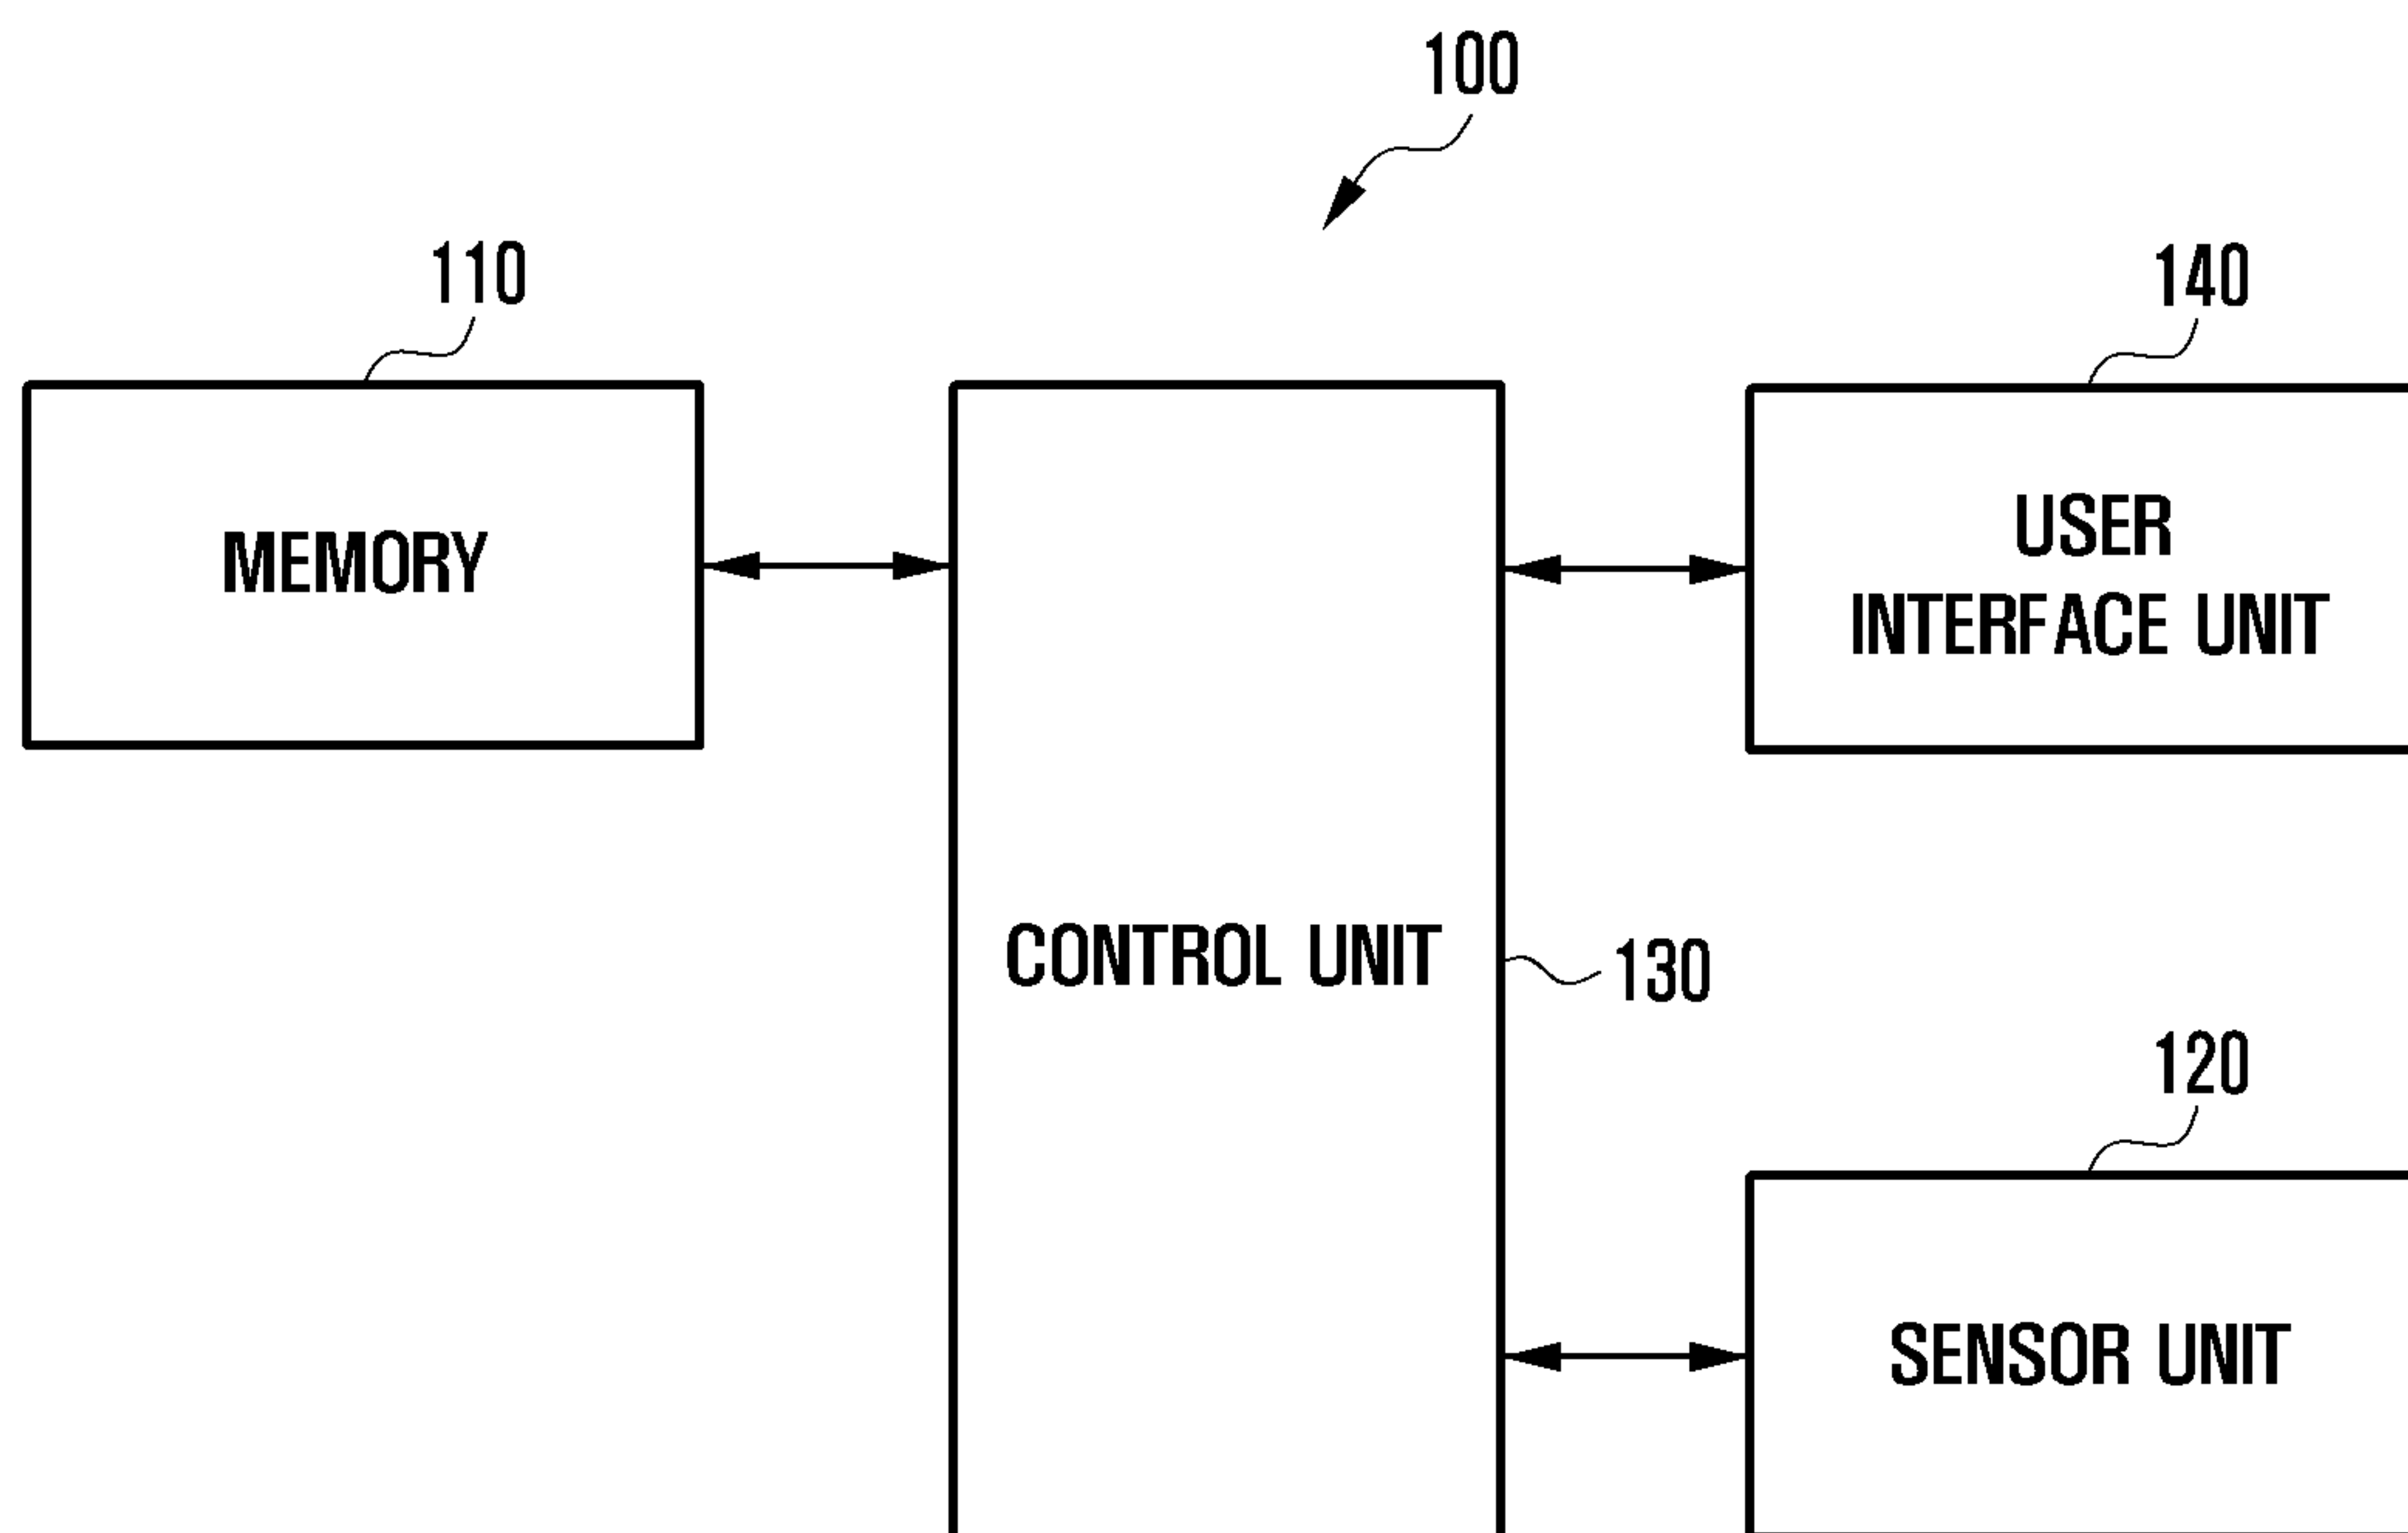 100
110
140
MEMORY
USER
INTERFACE UNIT
CONTROL UNIT
130
120
SENSOR UNIT